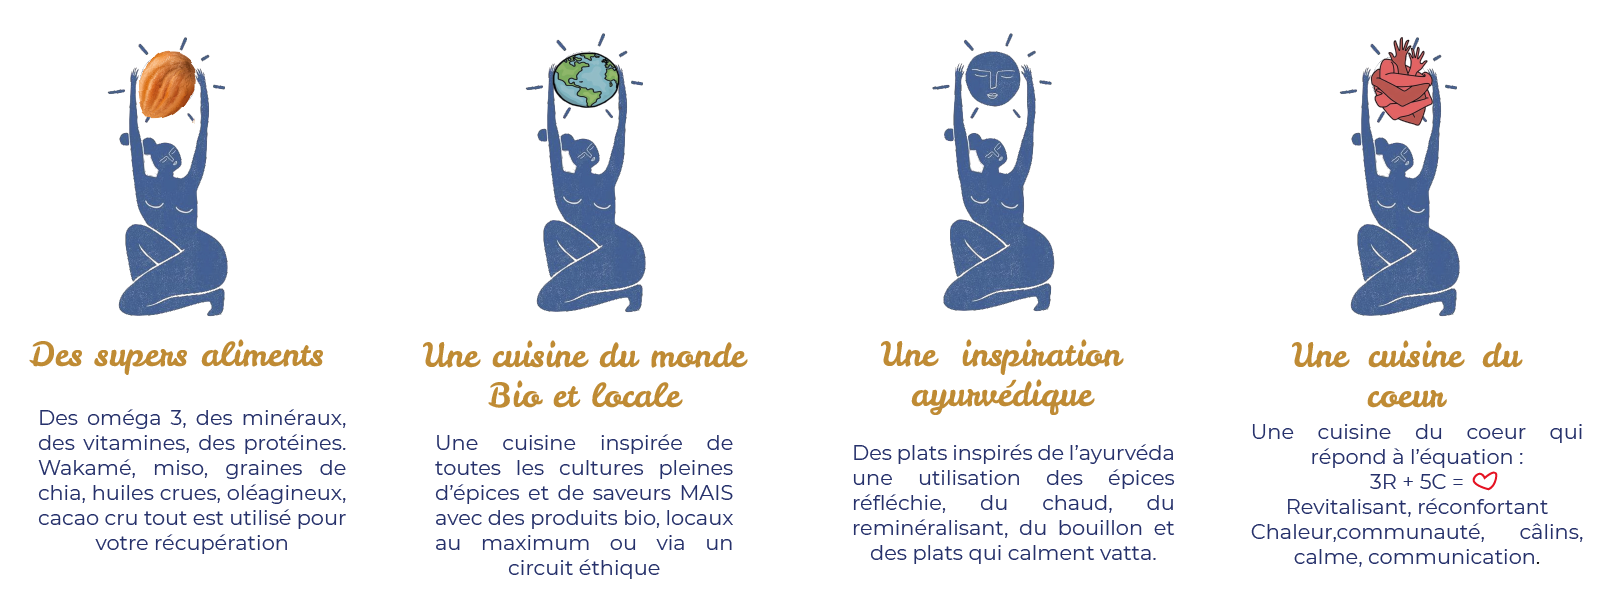 Des supers aliments
Des oméga 3, des minéraux,
des vitamines, des protéines.
Wakamé, miso, graines de
chia, huiles crues, oléagineux,
cacao cru tout est utilisé pour
votre récupération
Une cuisine du monde
Bio et locale
Une cuisine inspirée de
toutes les cultures pleines
d’épices et de saveurs MAIS
avec des produits bio, locaux
au maximum ou via un
circuit éthique
Une inspiration
ayurvédique
Des plats inspirés de l’ayurvéda
une utilisation des épices
réfléchie, du chaud, du
reminéralisant, du bouillon et
des plats qui calment vatta.
Une cuisine du
coeur
Une cuisine du coeur qui
répond à l’équation :
3R + 5C =
Revitalisant, réconfortant
Chaleur,communauté, câlins,
calme, communication.